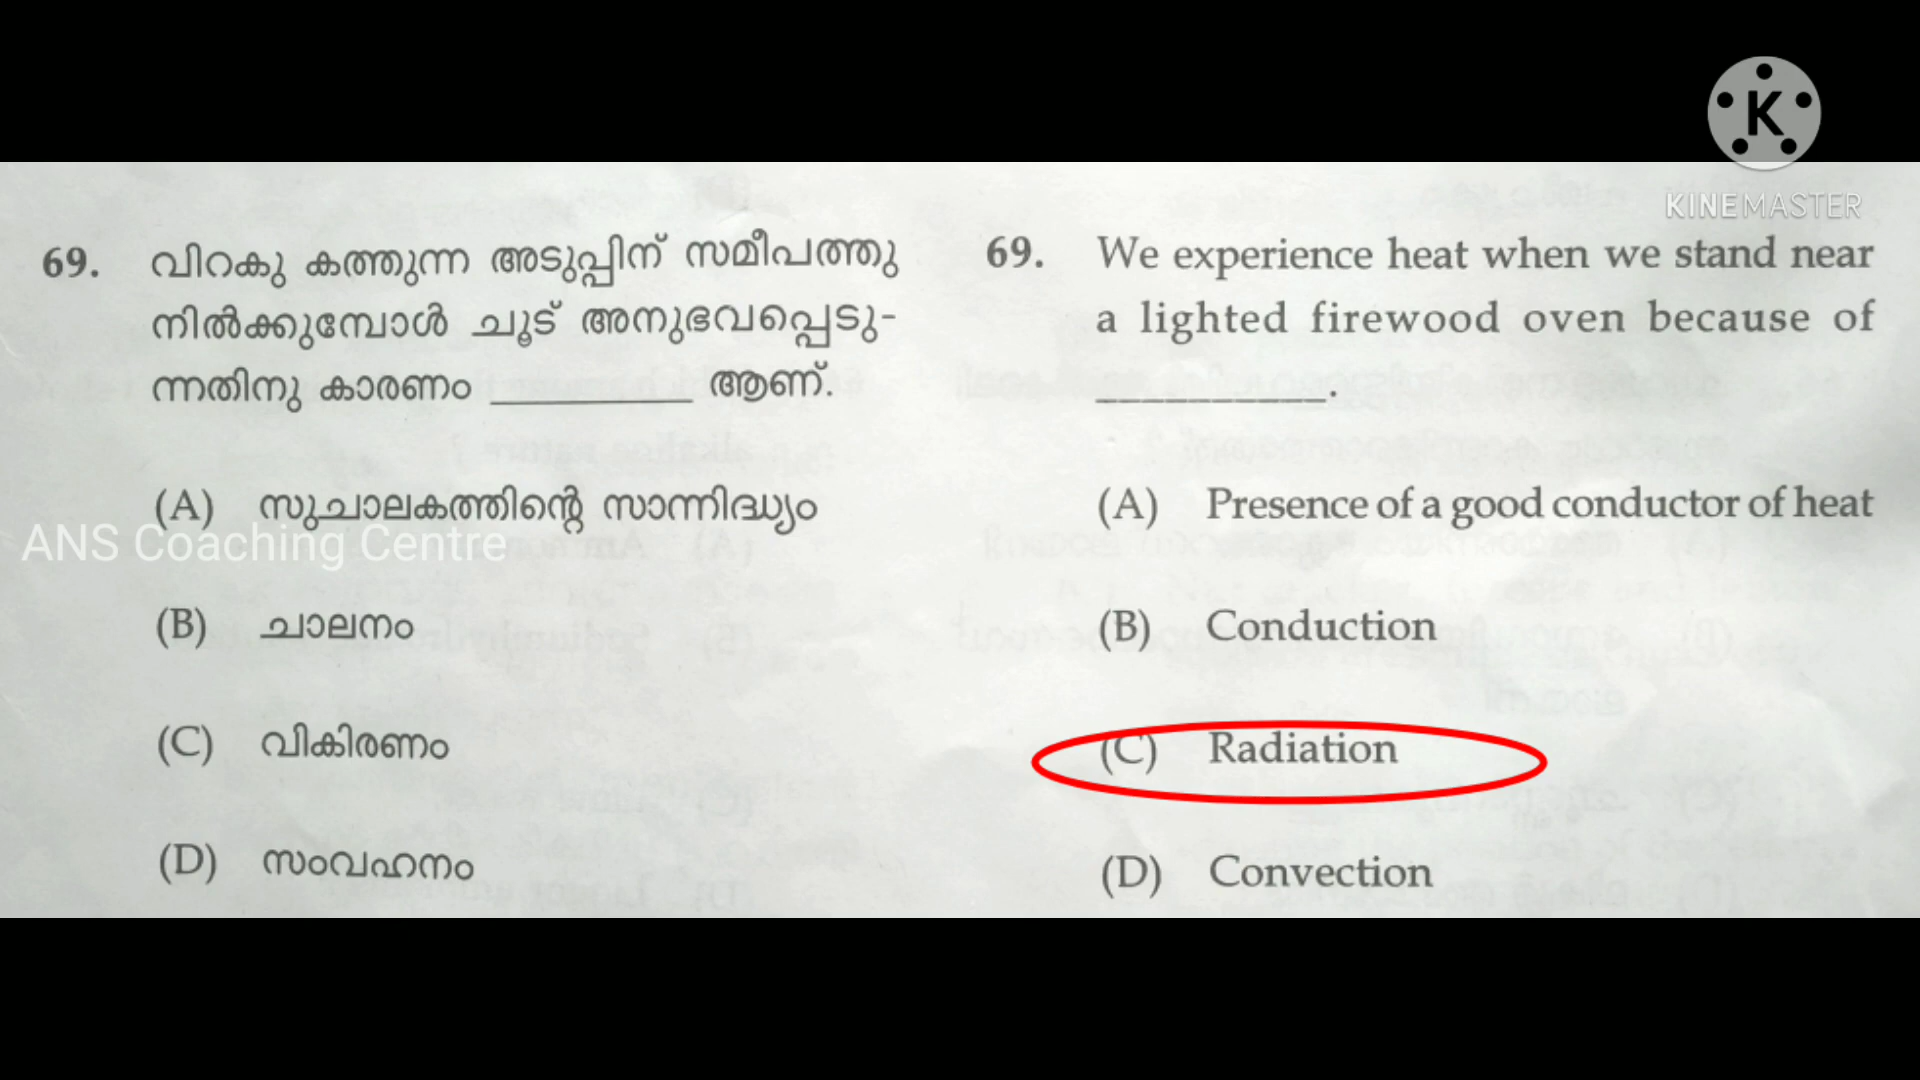 K
KINEMASTER
69. വിറകു കത്തുന്ന അടുപ്പിന് സമീപത്തു
നിൽക്കുമ്പോൾ ചൂട് അനുഭവപ്പെടു-
ന്നതിനു കാരണം __________ ആണ്.
(A) സുചാലകത്തിന്റെ സാന്നിദ്ധ്യം
ANS Coaching Centre
(B) ചാലനം
(C) വികിരണം
(D) സംവഹനം
69. We experience heat when we stand near
a lighted firewood oven because of
__________.
(A) Presence of a good conductor of heat
(B) Conduction
(C) Radiation
(D) Convection